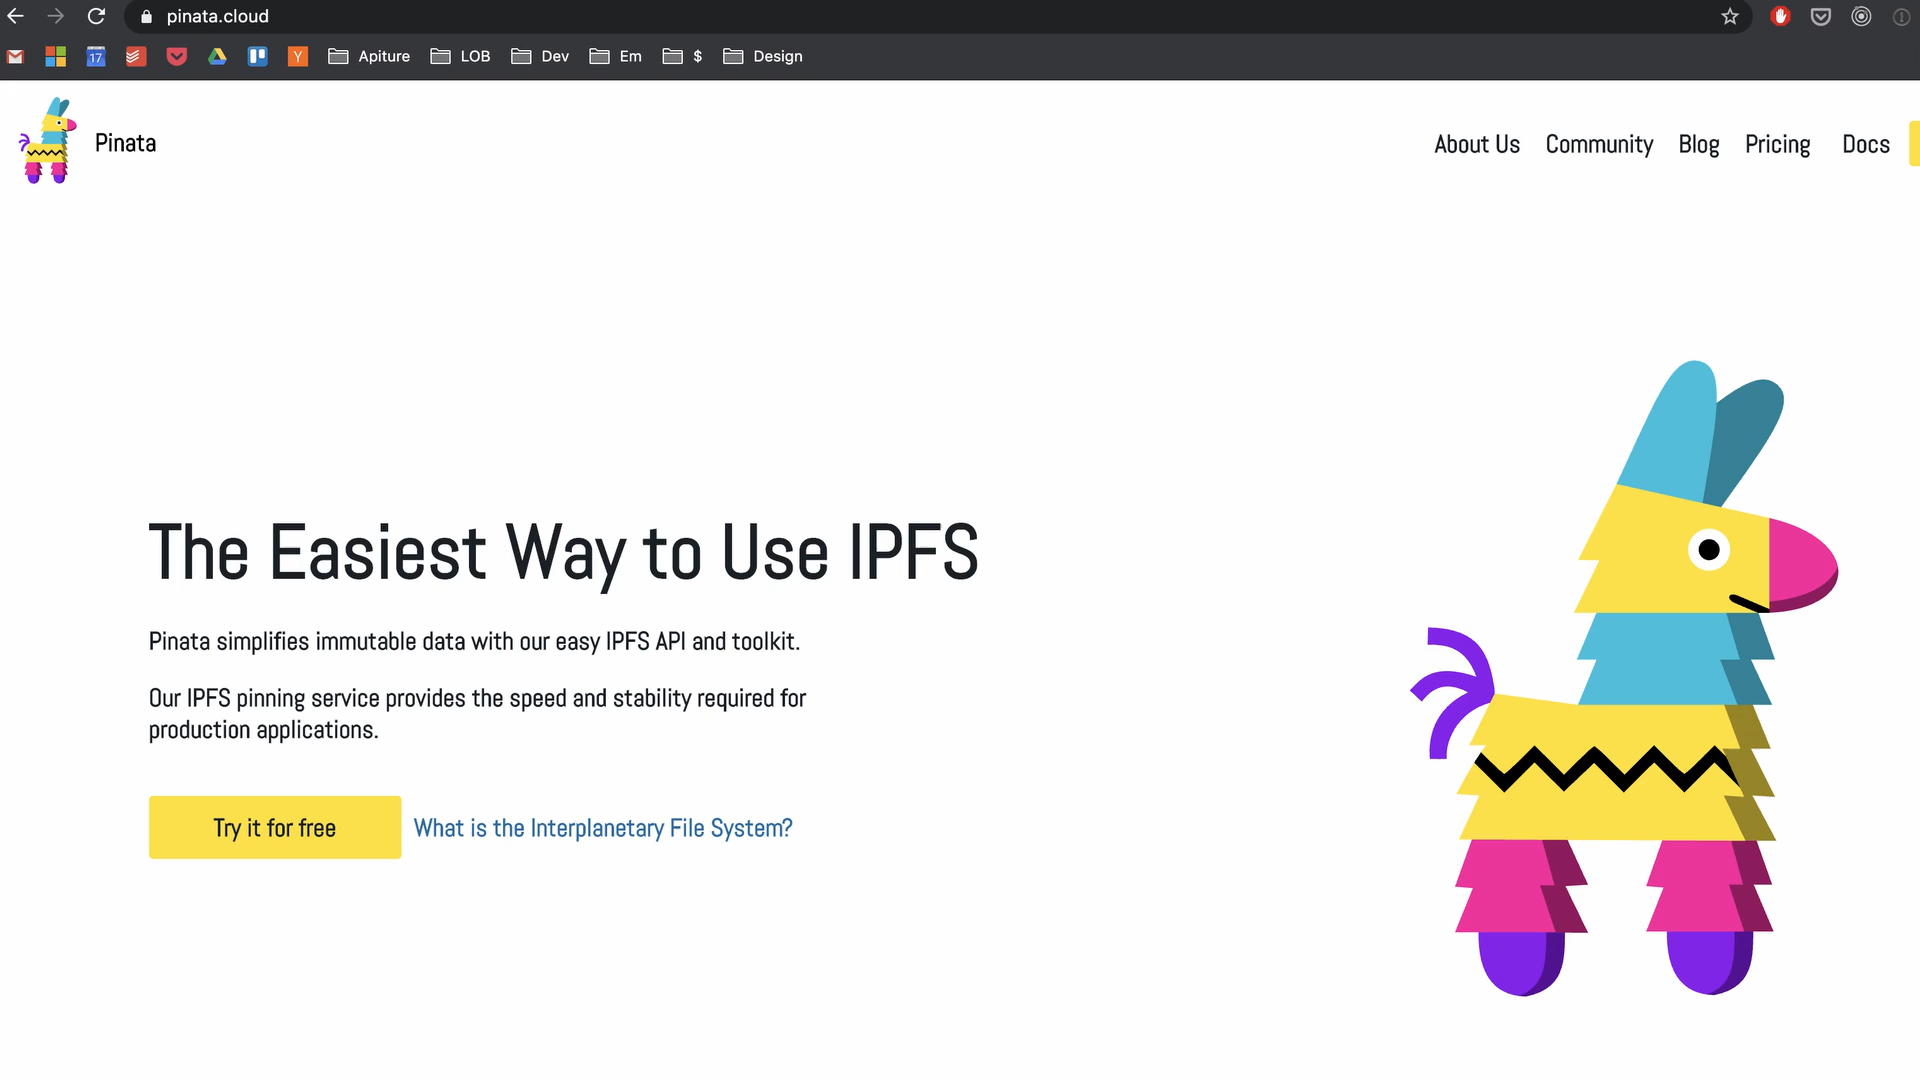 pinata.cloud
17
Y
Apiture
LOB
Dev
Em
$
Design
Pinata
About Us
Community
Blog
Pricing
Docs
The Easiest Way to Use IPFS
Pinata simplifies immutable data with our easy IPFS API and toolkit.
Our IPFS pinning service provides the speed and stability required for
production applications.
Try it for free
What is the Interplanetary File System?